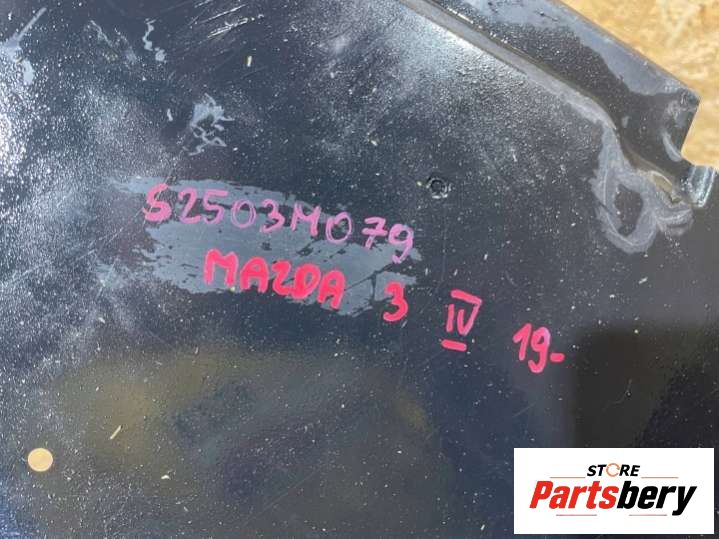 S2503M079
MAZDA 3 IV 19-
STORE
Partsbery